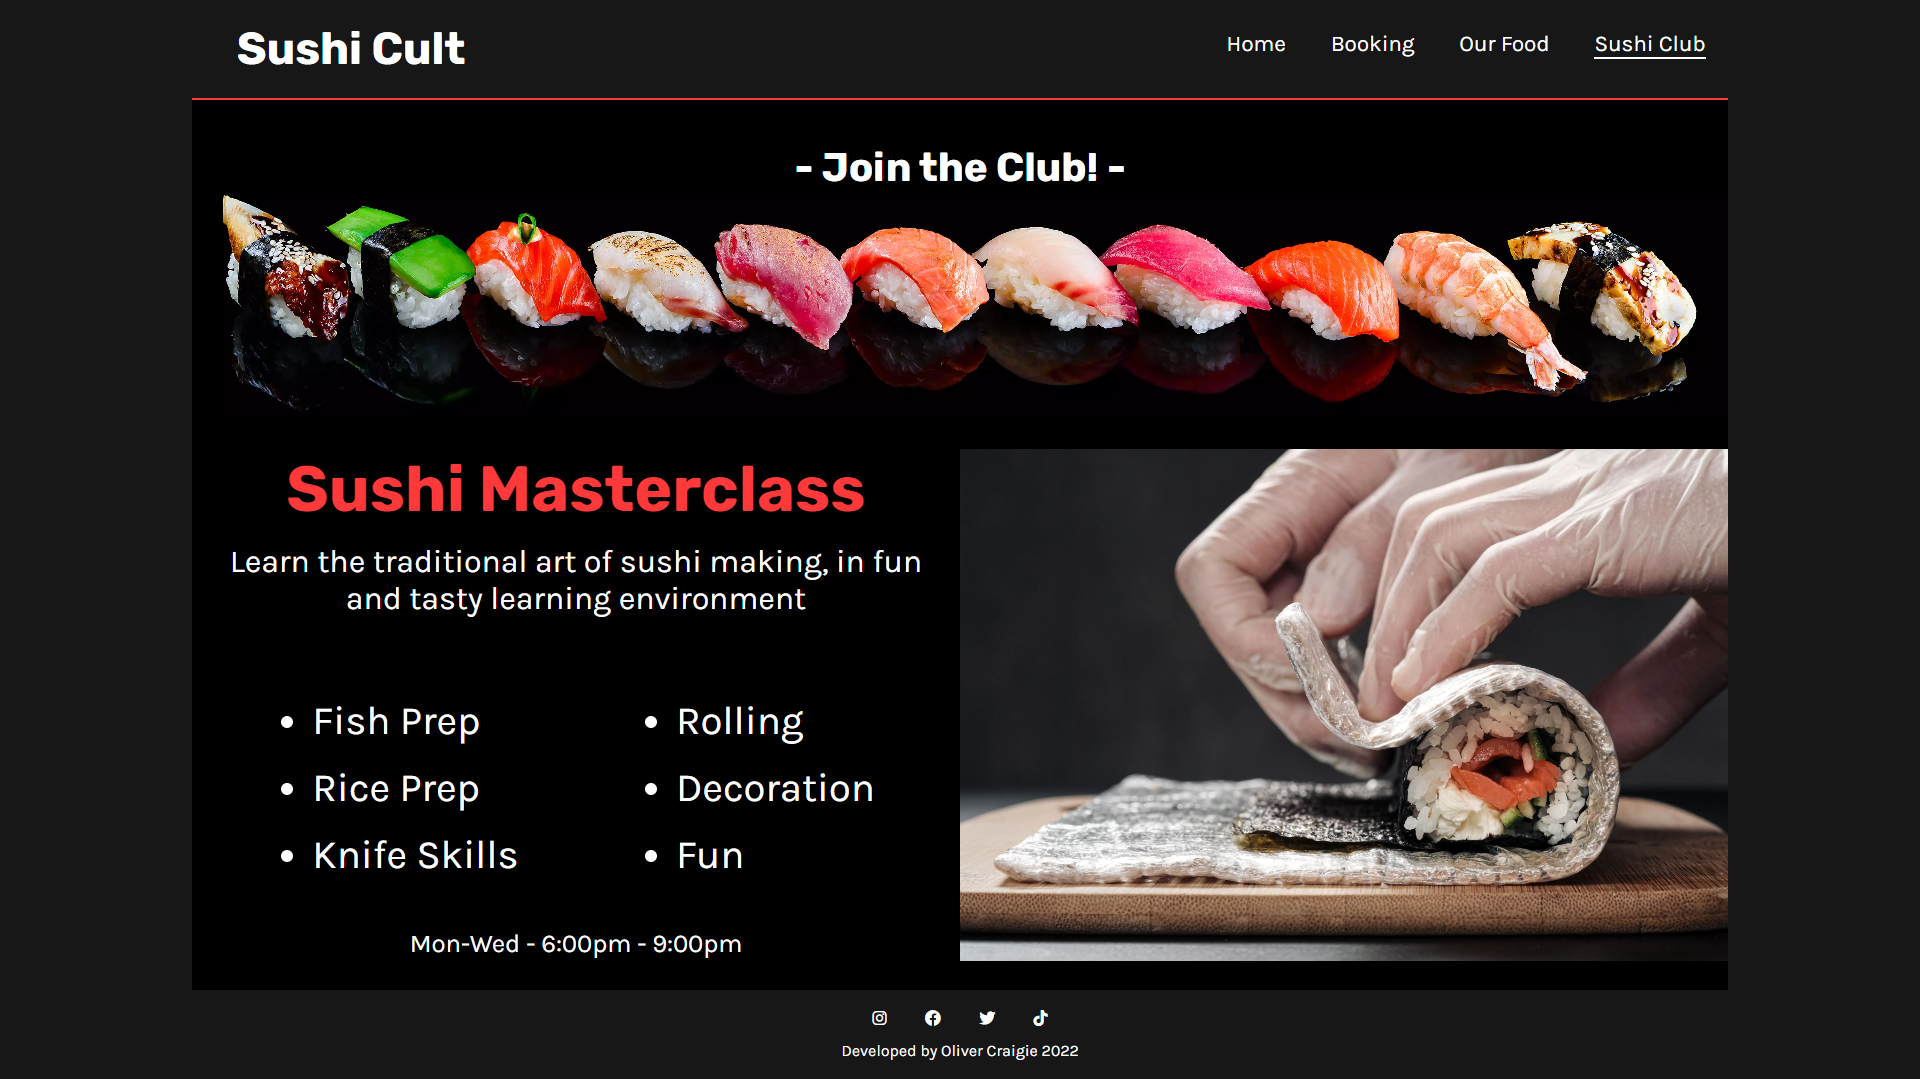 Sushi Cult
Home Booking Our Food Sushi Club
- Join the Club! -
Sushi Masterclass
Learn the traditional art of sushi making, in fun
and tasty learning environment
• Fish Prep
• Rice Prep
• Knife Skills
• Rolling
• Decoration
• Fun
Mon-Wed - 6:00pm - 9:00pm
Developed by Oliver Craigie 2022